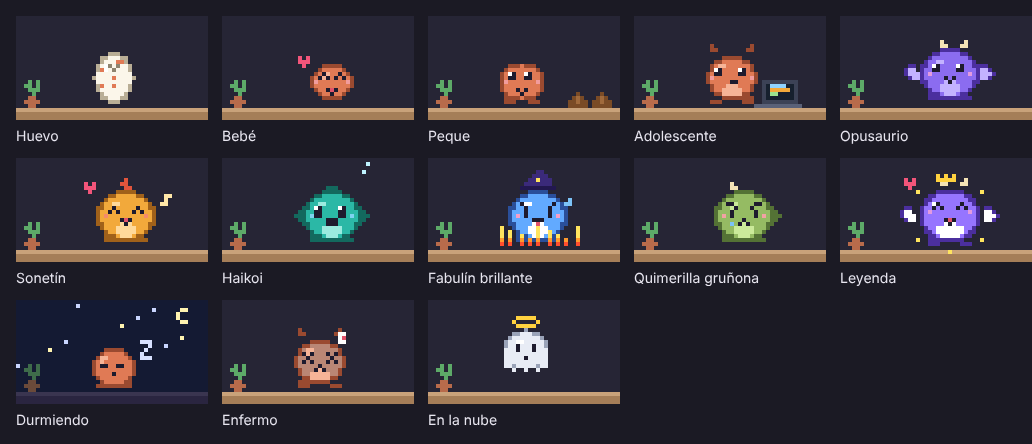 Huevo
Bebé
Peque
Adolescente
Opusaurio
Sonetín
Haikoi
Fabulín brillante
Quimerilla gruñona
Leyenda
Durmiendo
Enfermo
En la nube